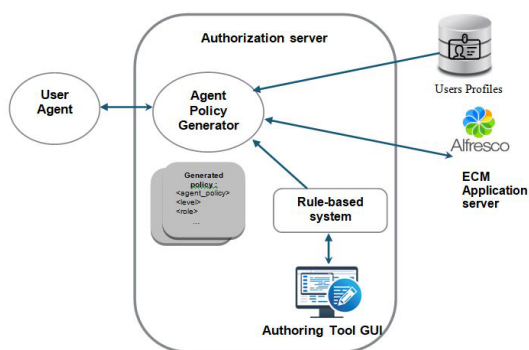 Authorization server
User
Agent
Agent
Policy
Generator
Users Profiles
Alfresco
ECM
Application
server
Generated
policy :
<agent_policy>
<level>
<role>
...
Rule-based
system
Authoring Tool GUI